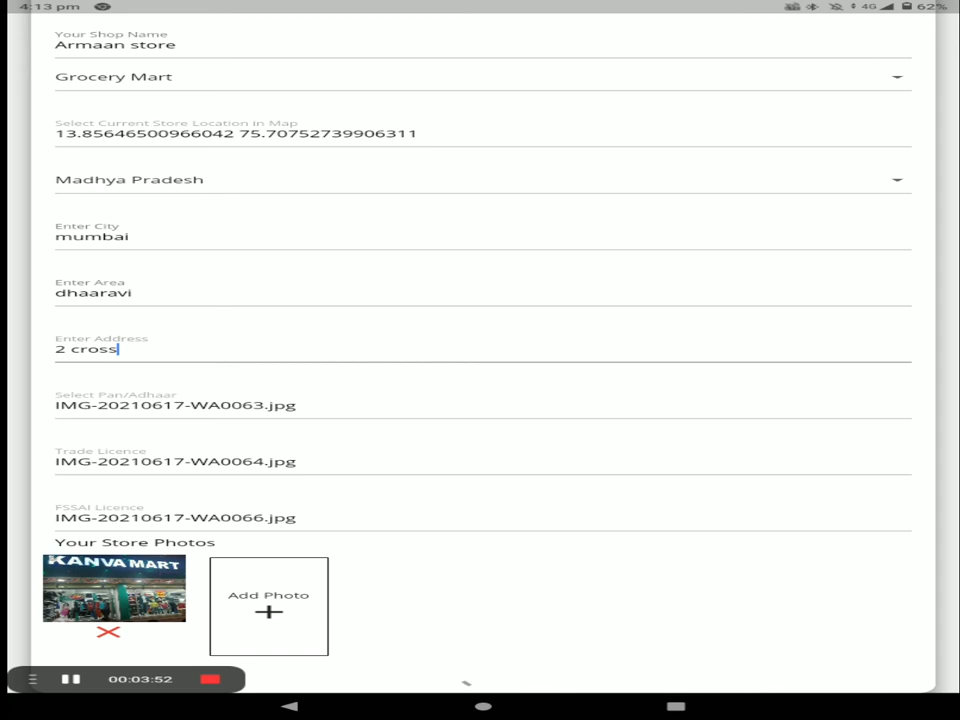 4:13 pm
4G 62%
Your Shop Name
Armaan store
Grocery Mart
Select Current Store Location in Map
13.85646500966042 75.70752739906311
Madhya Pradesh
Enter City
mumbai
Enter Area
dhaaravi
Enter Address
2 cross
Select Pan/Adhaar
IMG-20210617-WA0063.jpg
Trade Licence
IMG-20210617-WA0064.jpg
FSSAI Licence
IMG-20210617-WA0066.jpg
Your Store Photos
KANVA MART
Add Photo
00:03:52